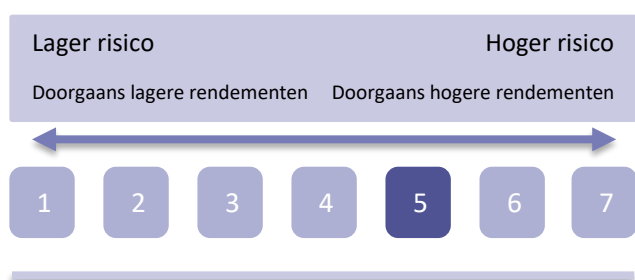 Lager risico Hoger risico
Doorgaans lagere rendementen Doorgaans hogere rendementen
1 2 3 4 5 6 7